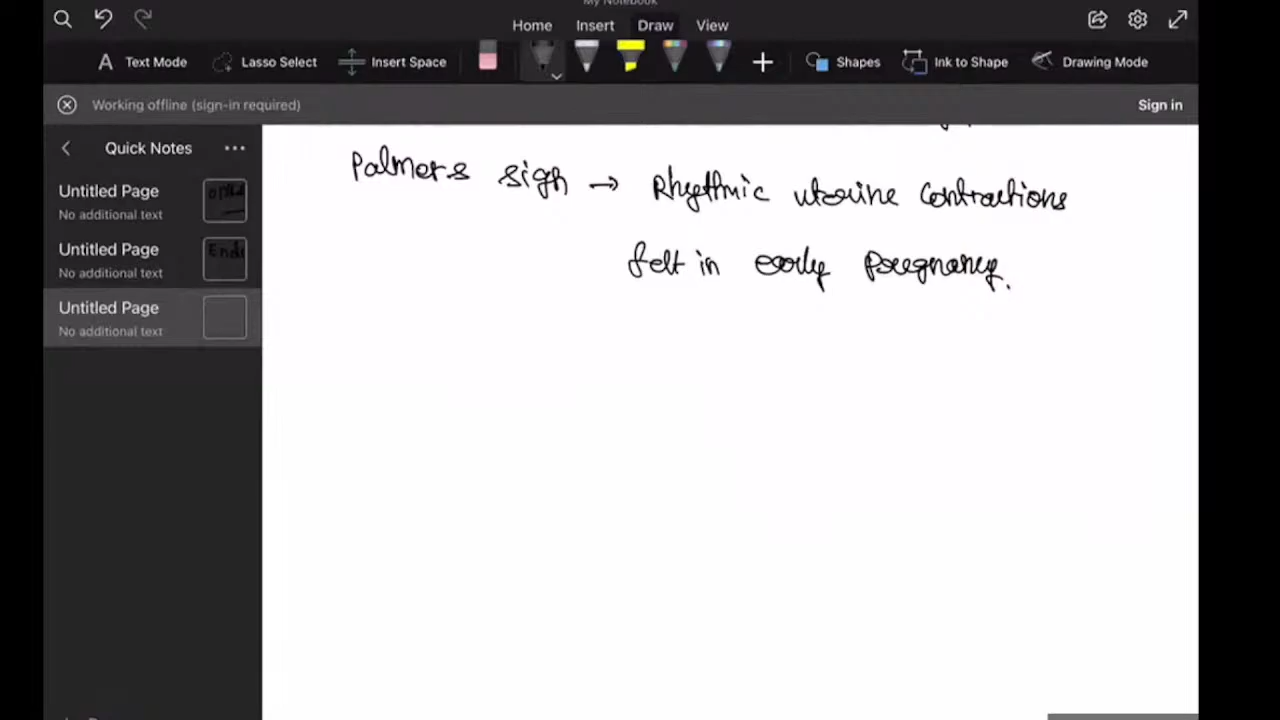 My Notebook
Home Insert Draw View
Text Mode Lasso Select Insert Space Shapes Ink to Shape Drawing Mode
Working offline (sign-in required) Sign in
Quick Notes
Untitled Page
No additional text
Untitled Page
No additional text
Untitled Page
No additional text
Palmers sign → Rhythmic uterine contractions
felt in early pregnancy.